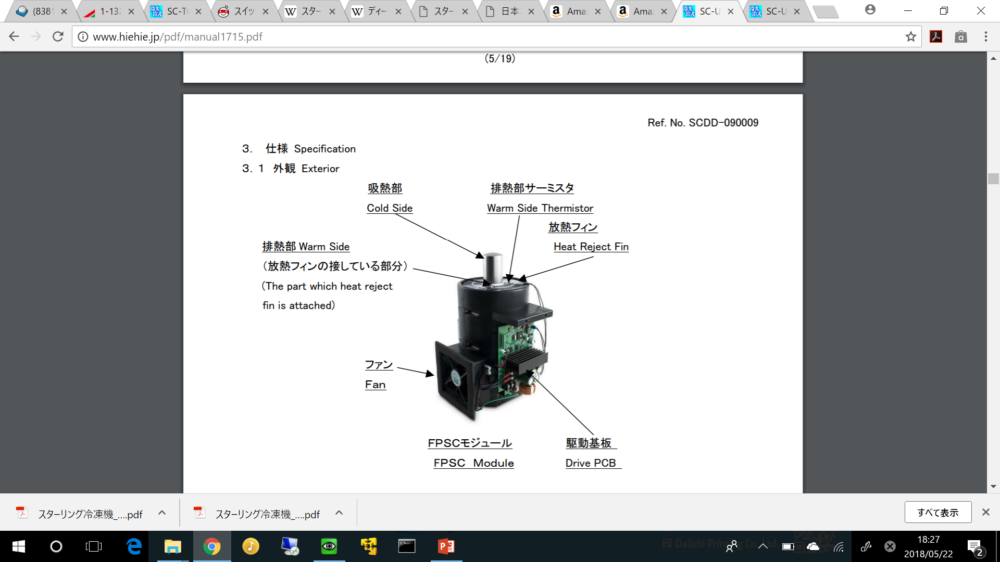 (8381
1-132
SC-TC
スイッ
スター
ディー
スター
日本
Ama
Ama
SC-U
SC-U
www.hiehie.jp/pdf/manual1715.pdf
(5/19)
Ref. No. SCDD-090009
3. 仕様 Specification
3. 1 外観 Exterior
吸熱部
Cold Side
排熱部サーミスタ
Warm Side Thermistor
放熱フィン
Heat Reject Fin
排熱部 Warm Side
(放熱フィンの接している部分)
(The part which heat reject
fin is attached)
ファン
Fan
FPSCモジュール
FPSC Module
駆動基板
Drive PCB
スターリング冷凍機_....pdf
スターリング冷凍機_....pdf
すべて表示
Daiichi Printing Co., Ltd.
18:27
2018/05/22
2